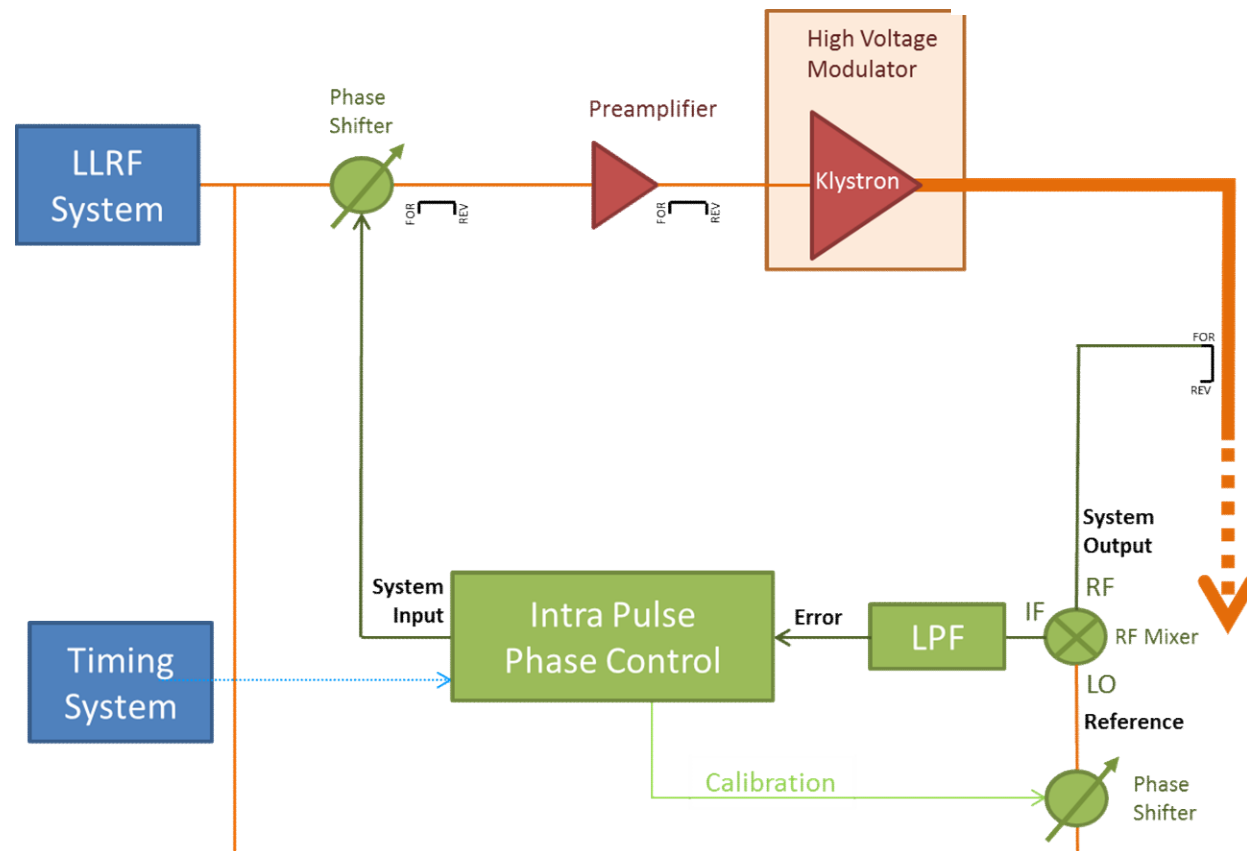 High Voltage
Modulator
Phase
Shifter
Preamplifier
LLRF
System
Klystron
FOR
REV
FOR
REV
FOR
REV
System
Output
RF
System
Input
Intra Pulse
Phase Control
Error
LPF
IF
RF Mixer
LO
Timing
System
Reference
Calibration
Phase
Shifter